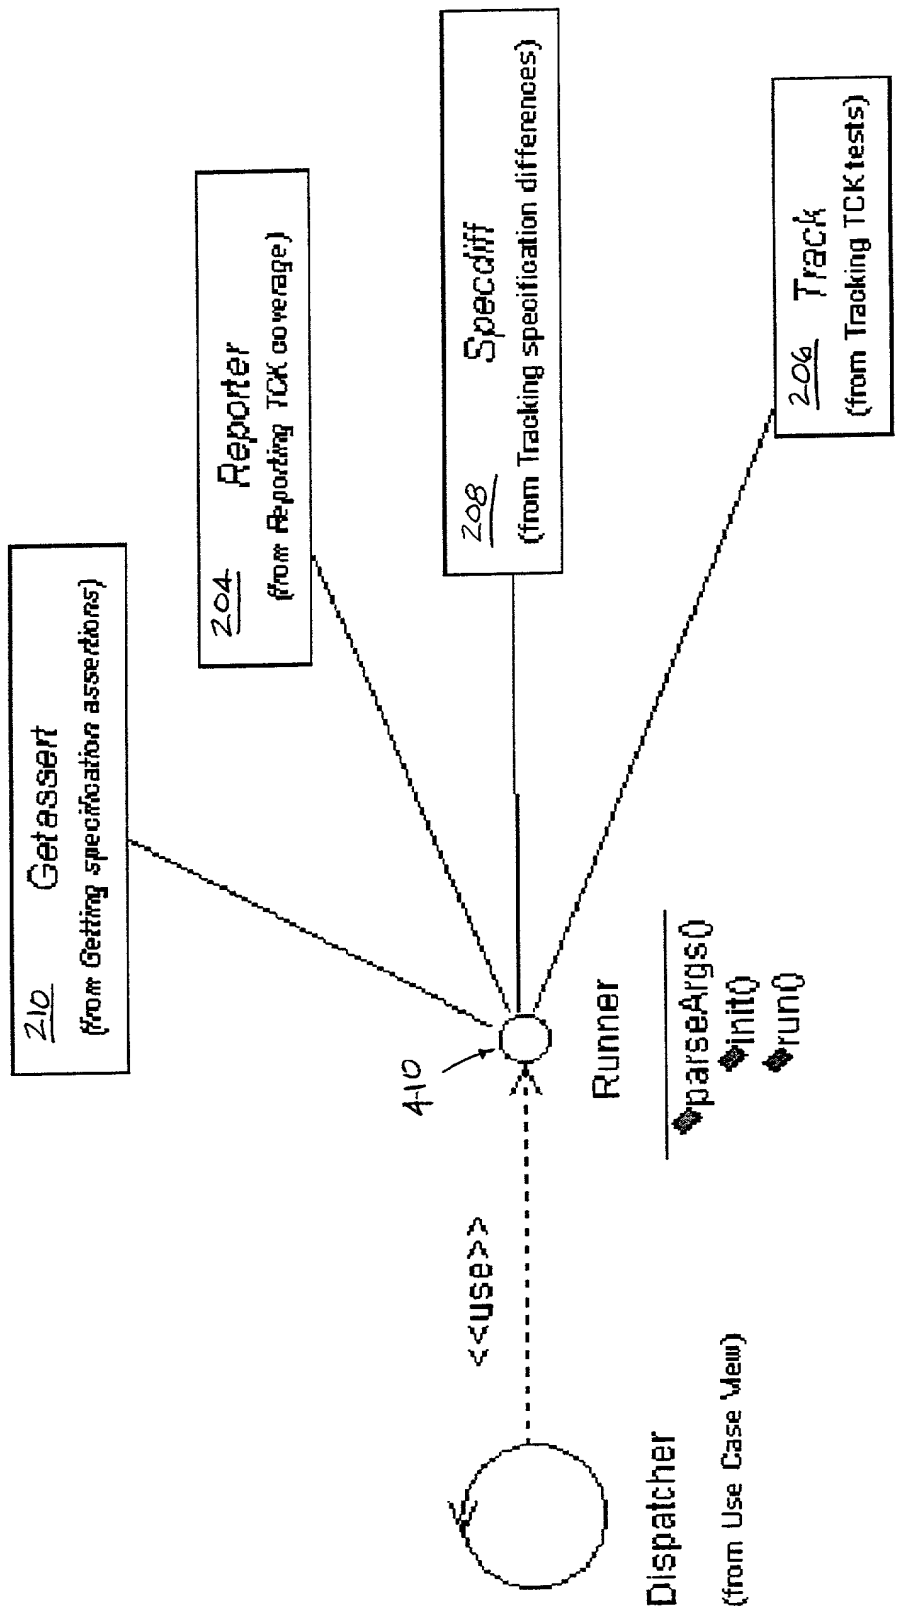 210 Getassert
(from Getting specification assertions)
204 Reporter
(from Reporting TCK coverage)
208 Specdiff
(from Tracking specification differences)
206 Track
(from Tracking TCK tests)
410
<<use>>
Runner
parseArgs()
init()
run()
Dispatcher
(from Use Case View)